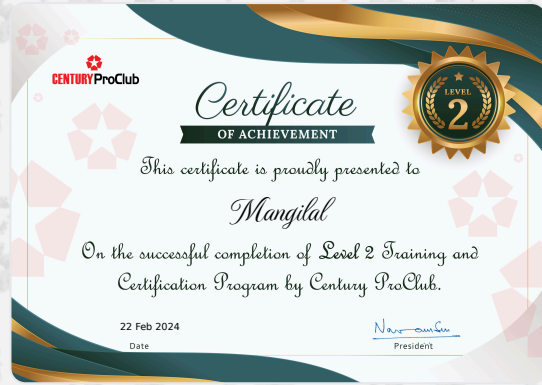 CENTURY ProClub
Certificate
OF ACHIEVEMENT
LEVEL
2
This certificate is proudly presented to
Mangilal
On the successful completion of Level 2 Training and
Certification Program by Century ProClub.
22 Feb 2024
Date
President